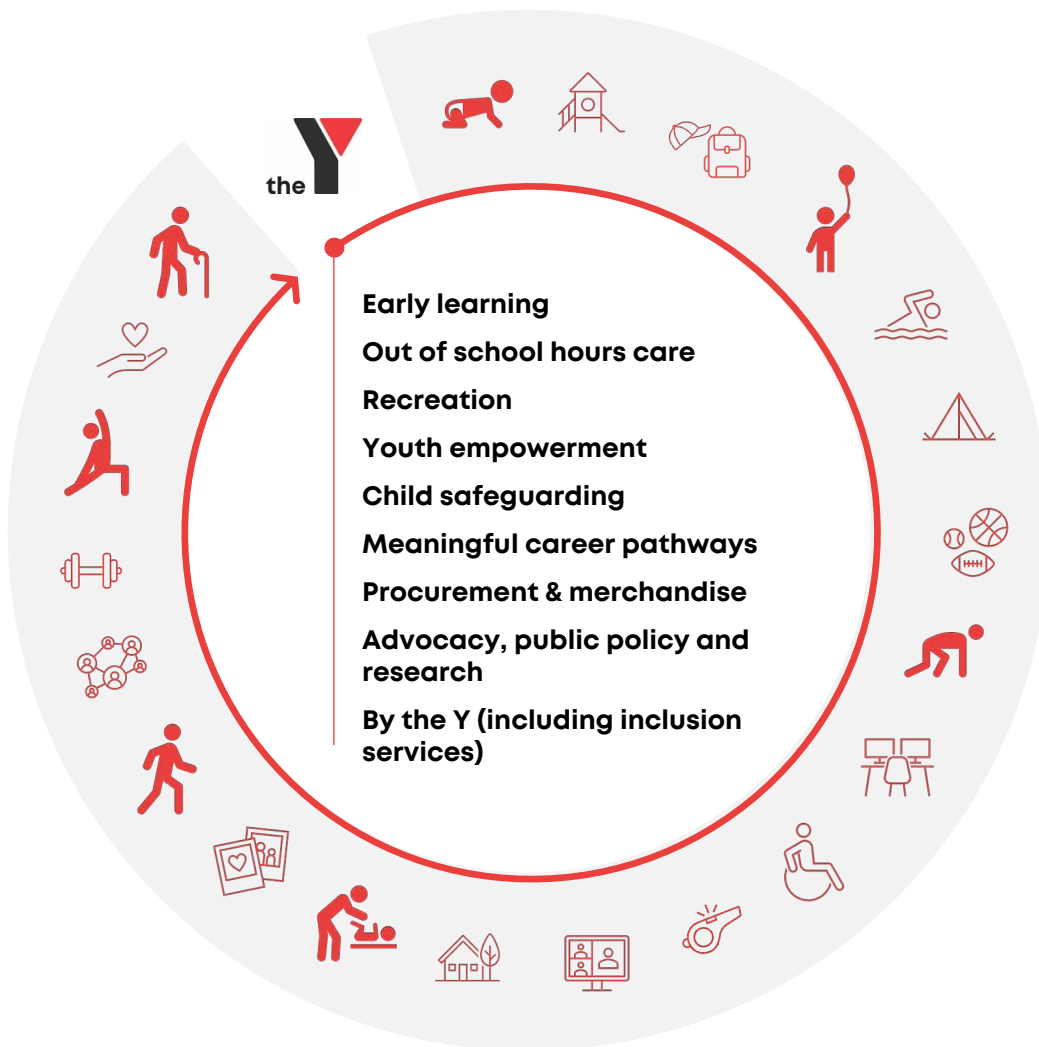 the Y
Early learning
Out of school hours care
Recreation
Youth empowerment
Child safeguarding
Meaningful career pathways
Procurement & merchandise
Advocacy, public policy and
research
By the Y (including inclusion
services)